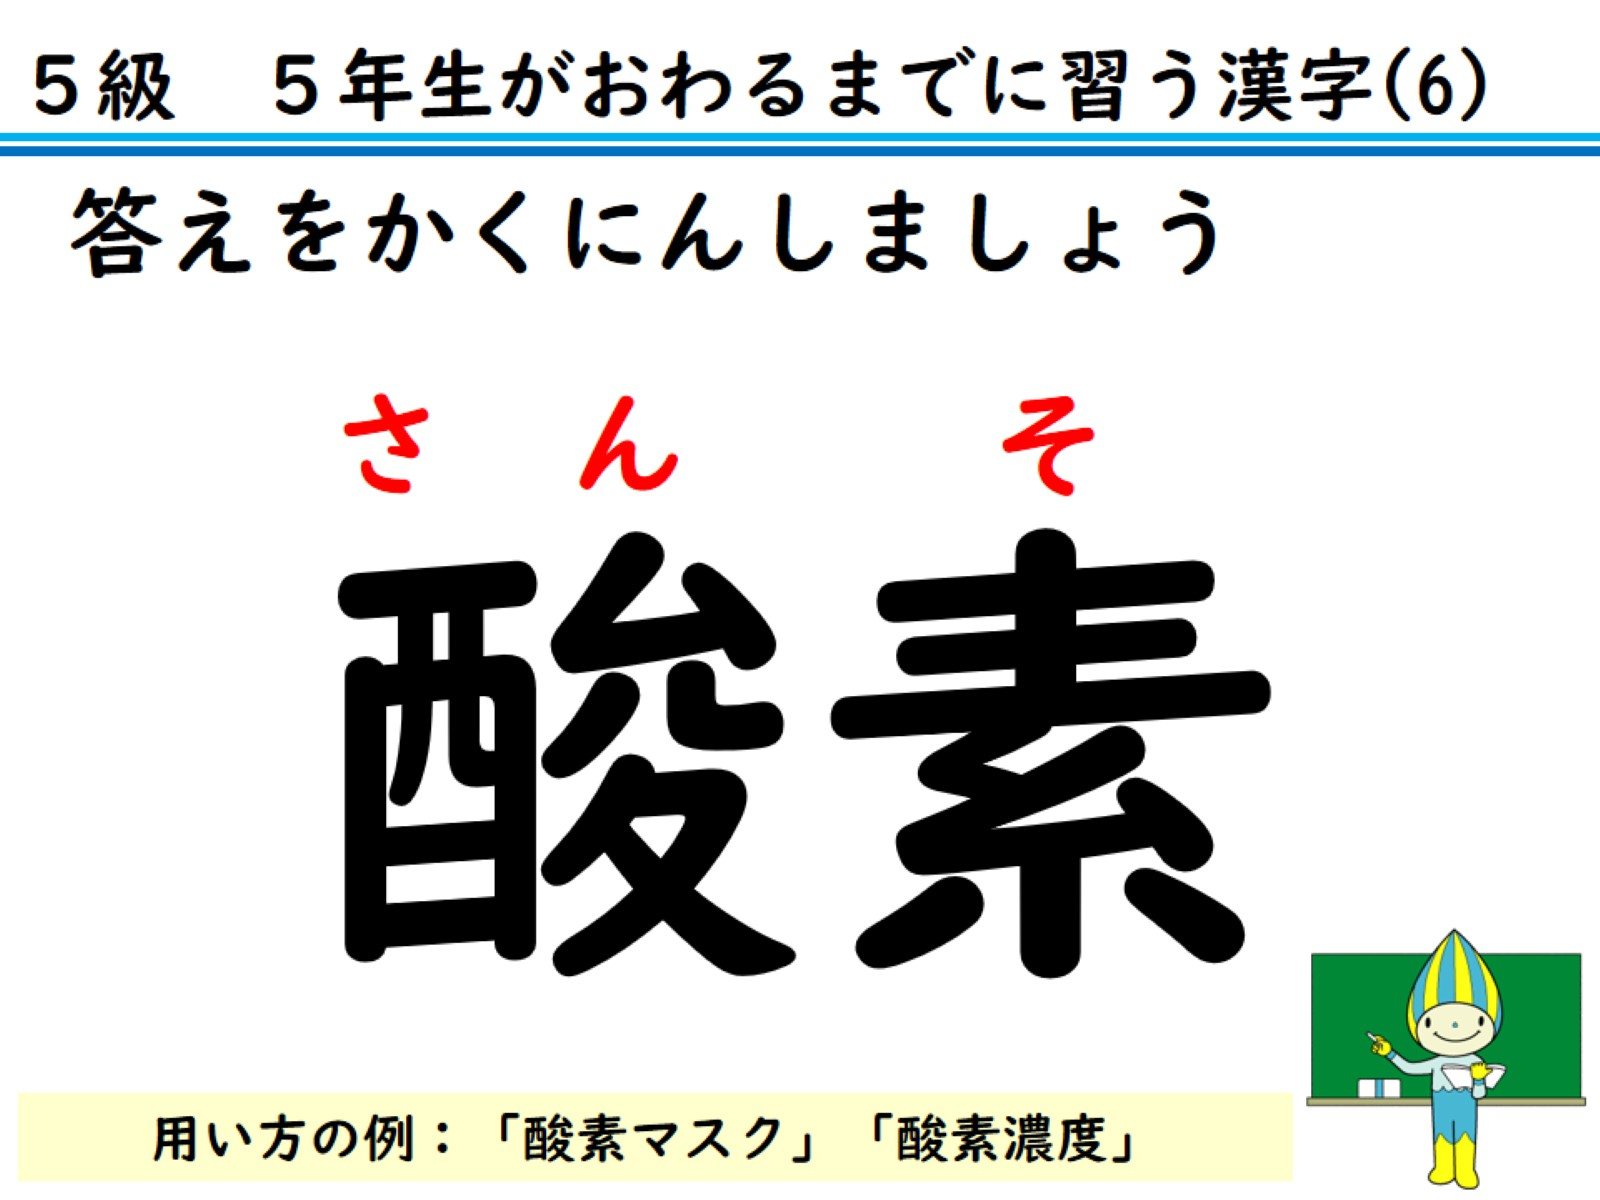 ５級　５年生がおわるまでに習う漢字(6)
答えをかくにんしましょう
さん　そ
酸素
用い方の例：「酸素マスク」「酸素濃度」